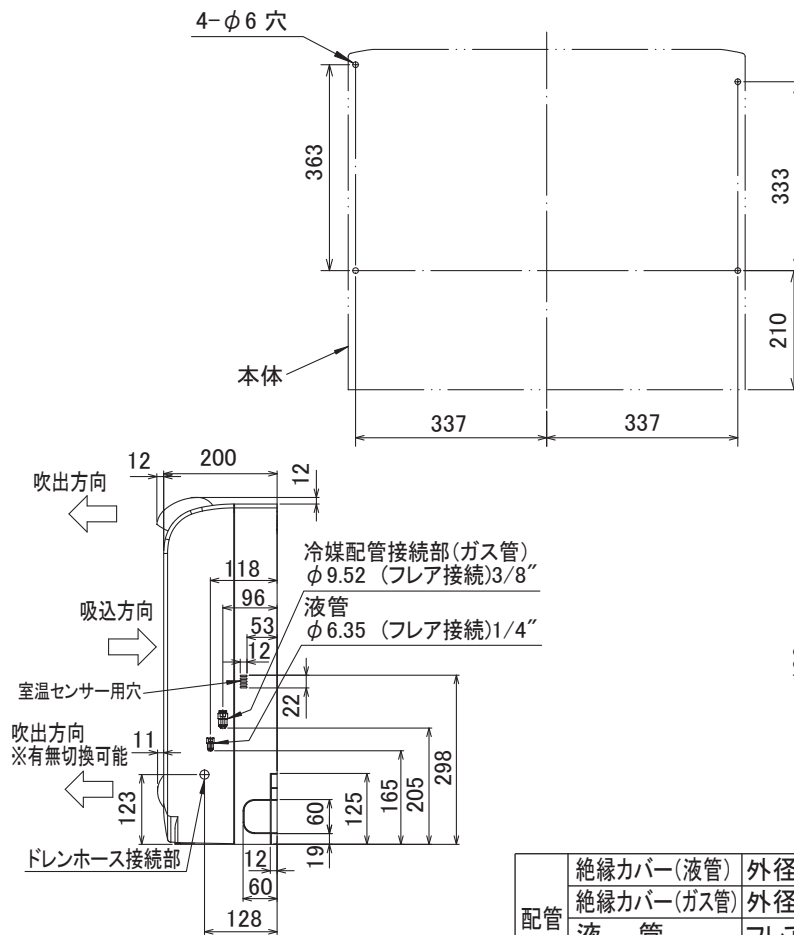 4-φ6 穴
363
333
210
本体
337
337
12
200
12
吹出方向
冷媒配管接続部(ガス管)
φ9.52 (フレア接続)3/8″
118
液管
96
φ6.35 (フレア接続)1/4″
吸込方向
53
12
室温センサー用穴
22
吹出方向
※有無切換可能
11
298
205
165
125
123
60
19
ドレンホース接続部
12
60
128
配管
絶縁カバー(液管) 外径
絶縁カバー(ガス管) 外径